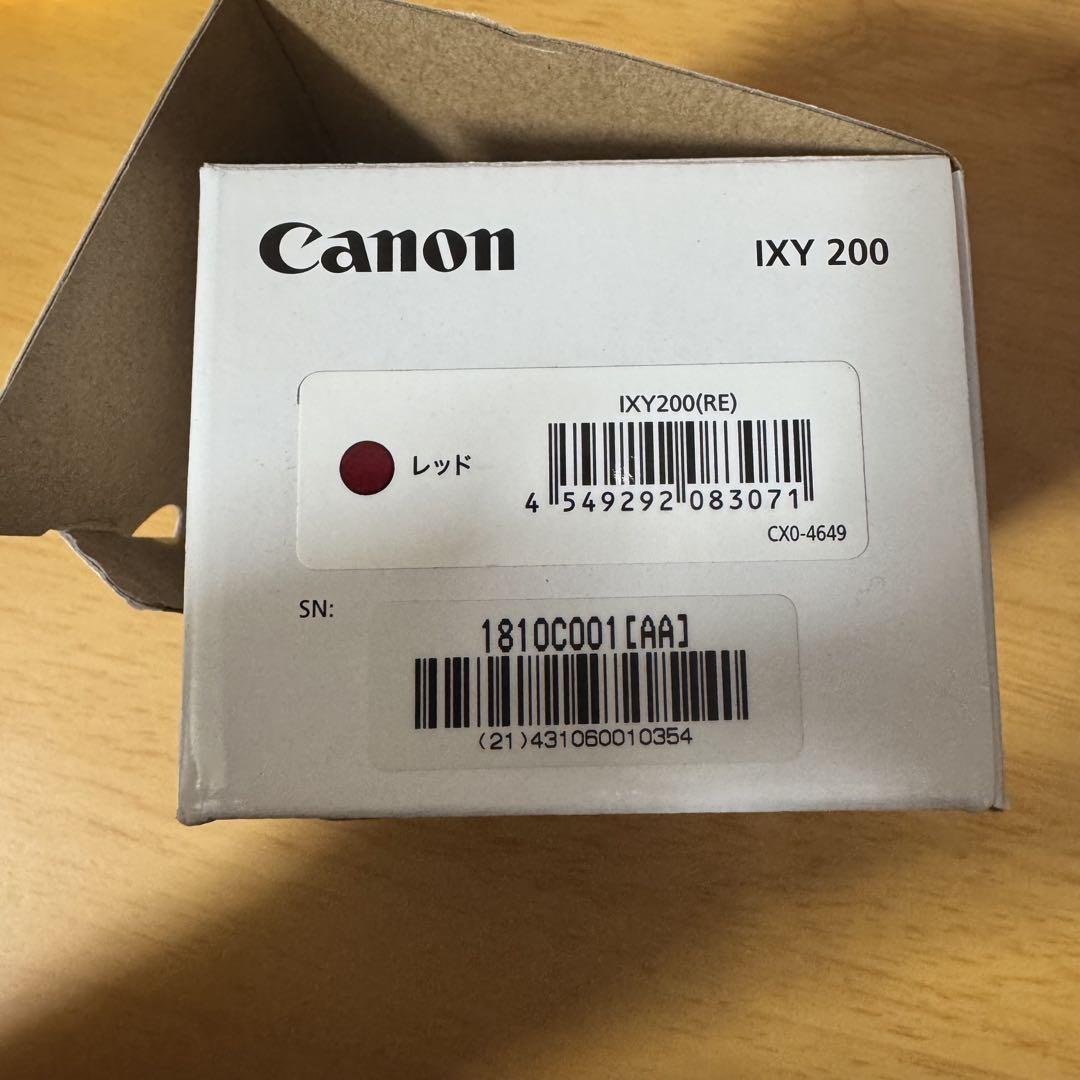 Canon
IXY 200
IXY200(RE)
レッド
4 549292 083071
CX0-4649
SN:
1810C001[AA]
(21)431060010354